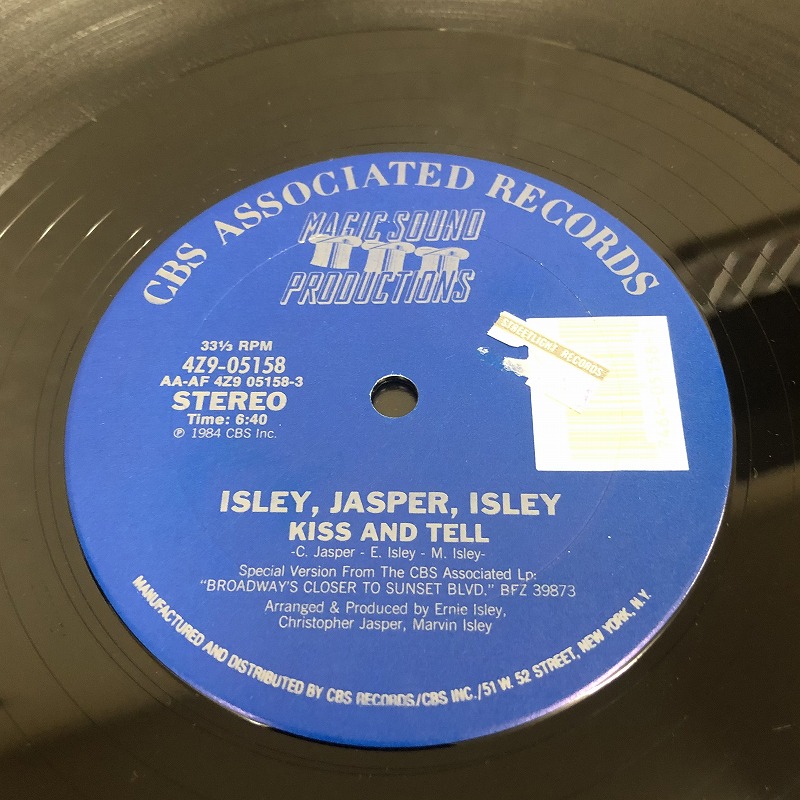 CBS ASSOCIATED RECORDS
MAGIC SOUND
PRODUCTIONS
33⅓ RPM
4Z9-05158
AA-AF 4Z9 05158-3
STEREO
Time: 6:40
℗ 1984 CBS Inc.
STREETLIGHT RECORDS
ISLEY, JASPER, ISLEY
KISS AND TELL
-C. Jasper - E. Isley - M. Isley-
Special Version From The CBS Associated Lp:
"BROADWAY'S CLOSER TO SUNSET BLVD." BFZ 39873
Arranged & Produced by Ernie Isley,
Christopher Jasper, Marvin Isley
MANUFACTURED AND DISTRIBUTED BY CBS RECORDS/CBS INC./51 W. 52 STREET, NEW YORK, N.Y.